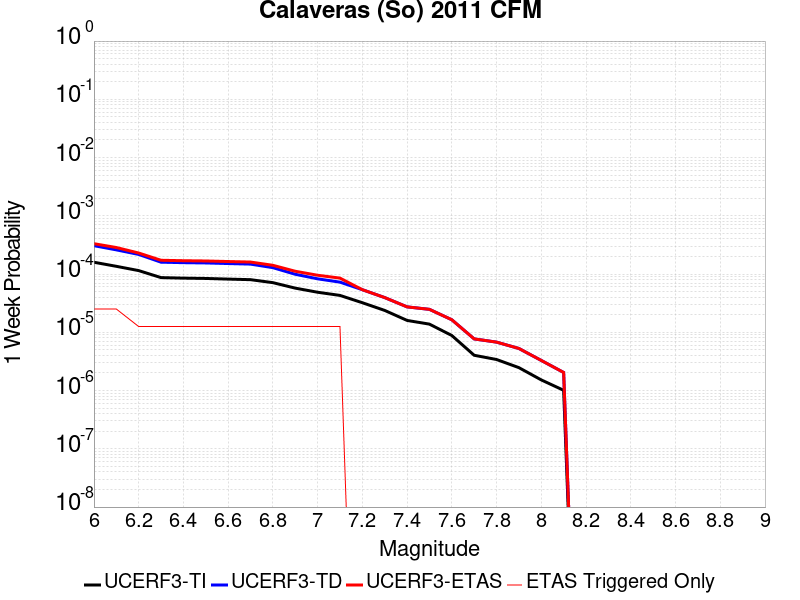 Calaveras (So) 2011 CFM
10^0
10^-1
10^-2
10^-3
10^-4
10^-5
10^-6
10^-7
10^-8
1 Week Probability
6 6.2 6.4 6.6 6.8 7 7.2 7.4 7.6 7.8 8 8.2 8.4 8.6 8.8 9
Magnitude
UCERF3-TI UCERF3-TD UCERF3-ETAS ETAS Triggered Only